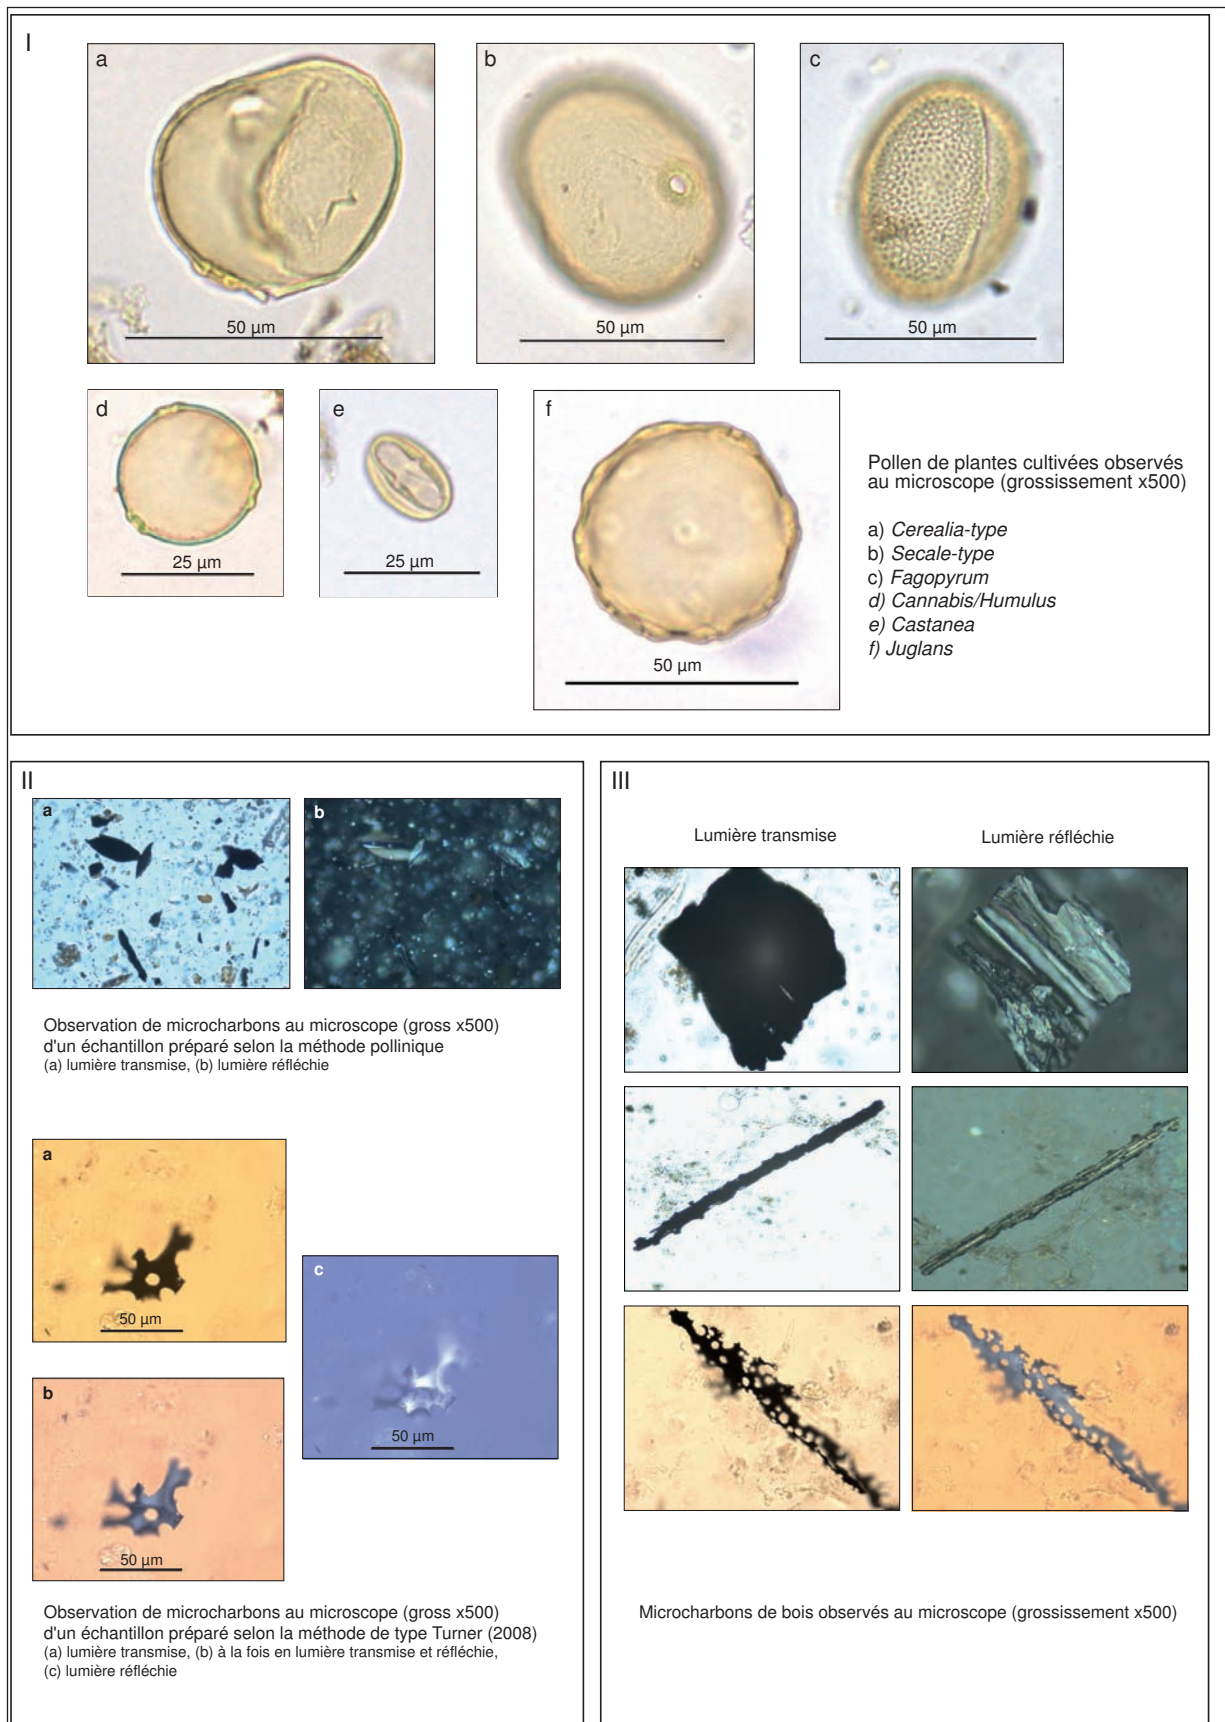 I
a
b
c
50 µm
50 µm
50 µm
d
e
f
25 µm
25 µm
50 µm
Pollen de plantes cultivées observés
au microscope (grossissement x500)
a) Cerealia-type
b) Secale-type
c) Fagopyrum
d) Cannabis/Humulus
e) Castanea
f) Juglans
II
a
b
Observation de microcharbons au microscope (gross x500)
d'un échantillon préparé selon la méthode pollinique
(a) lumière transmise, (b) lumière réfléchie
a
50 µm
c
50 µm
b
50 µm
Observation de microcharbons au microscope (gross x500)
d'un échantillon préparé selon la méthode de type Turner (2008)
(a) lumière transmise, (b) à la fois en lumière transmise et réfléchie,
(c) lumière réfléchie
III
Lumière transmise
Lumière réfléchie
Microcharbons de bois observés au microscope (grossissement x500)